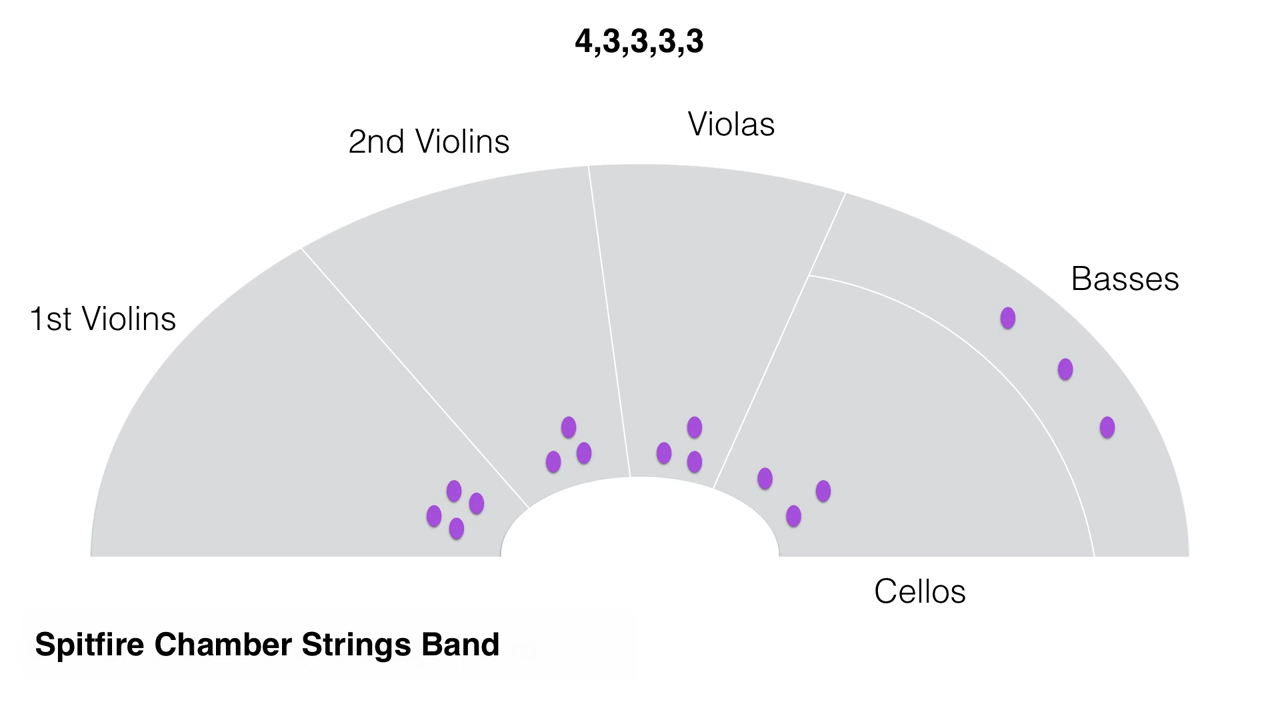 4,3,3,3,3
Violas
2nd Violins
Basses
1st Violins
Cellos
Spitfire Chamber Strings Band